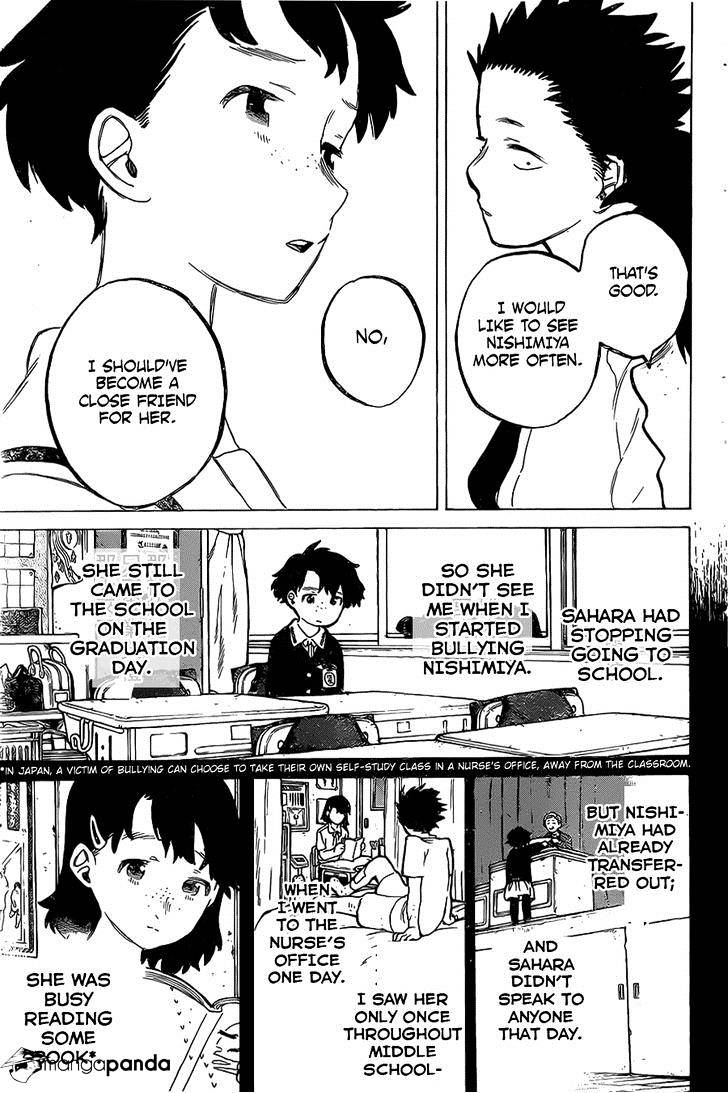 THAT'S
GOOD.
I WOULD
LIKE TO SEE
NISHIMIYA
MORE OFTEN.
NO,
I SHOULD'VE
BECOME A
CLOSE FRIEND
FOR HER.
SAHARA HAD
STOPPING
GOING TO
SCHOOL.
SO SHE
DIDN'T SEE
ME WHEN I
STARTED
BULLYING
NISHIMIYA.
SHE STILL
CAME TO
THE SCHOOL
ON THE
GRADUATION
DAY.
*IN JAPAN, A VICTIM OF BULLYING CAN CHOOSE TO TAKE THEIR OWN SELF-STUDY CLASS IN A NURSE'S OFFICE, AWAY FROM THE CLASSROOM.
BUT NISHI-
MIYA HAD
ALREADY
TRANSFER-
RED OUT;
AND
SAHARA
DIDN'T
SPEAK TO
ANYONE
THAT DAY.
WHEN
I WENT
TO THE
NURSE'S
OFFICE
ONE DAY.
I SAW HER
ONLY ONCE
THROUGHOUT
MIDDLE
SCHOOL-
SHE WAS
BUSY
READING
SOME
BOOK*.
mangapanda